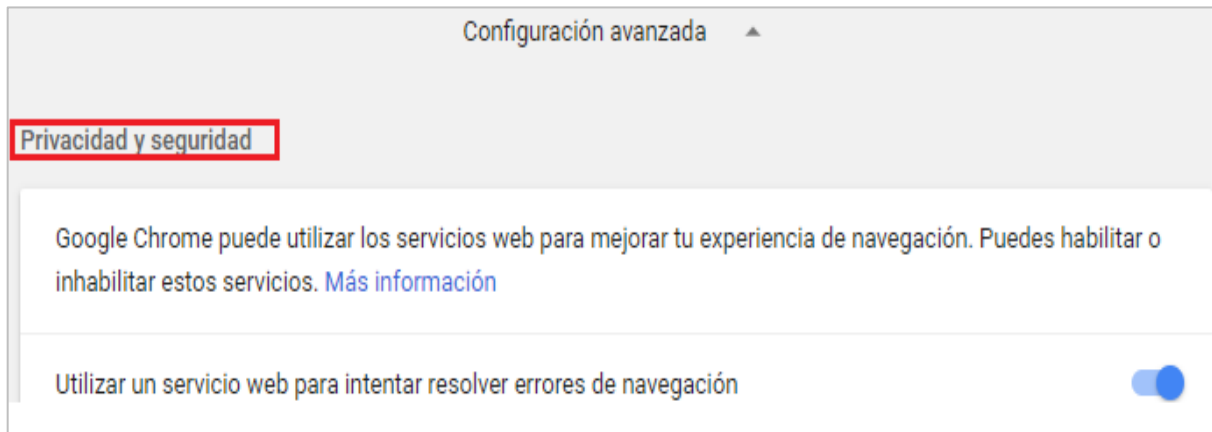 Configuración avanzada
Privacidad y seguridad
Google Chrome puede utilizar los servicios web para mejorar tu experiencia de navegación. Puedes habilitar o
inhabilitar estos servicios. Más información
Utilizar un servicio web para intentar resolver errores de navegación